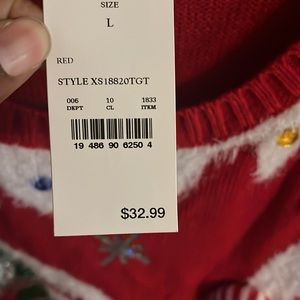 SIZE
L
RED
STYLE XS18820TGT
006 10 1833
DEPT CL ITEM
19 486 90 6250 4
$32.99